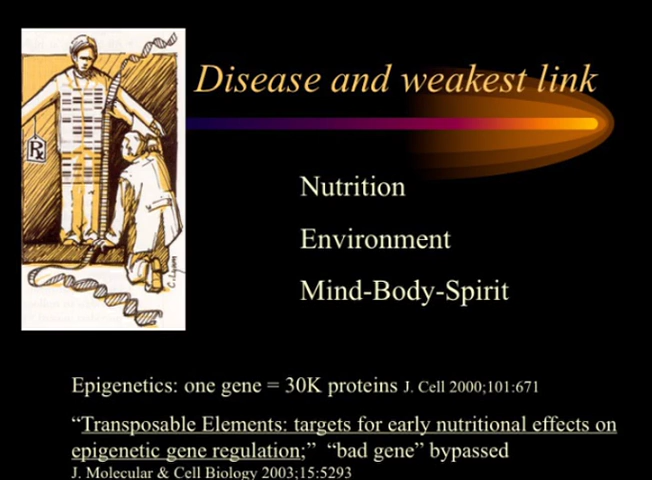 Disease and weakest link
Rx
Nutrition
Environment
Mind-Body-Spirit
C. Lynn
Epigenetics: one gene = 30K proteins J. Cell 2000;101:671
“Transposable Elements: targets for early nutritional effects on
epigenetic gene regulation;” “bad gene” bypassed
J. Molecular & Cell Biology 2003;15:5293